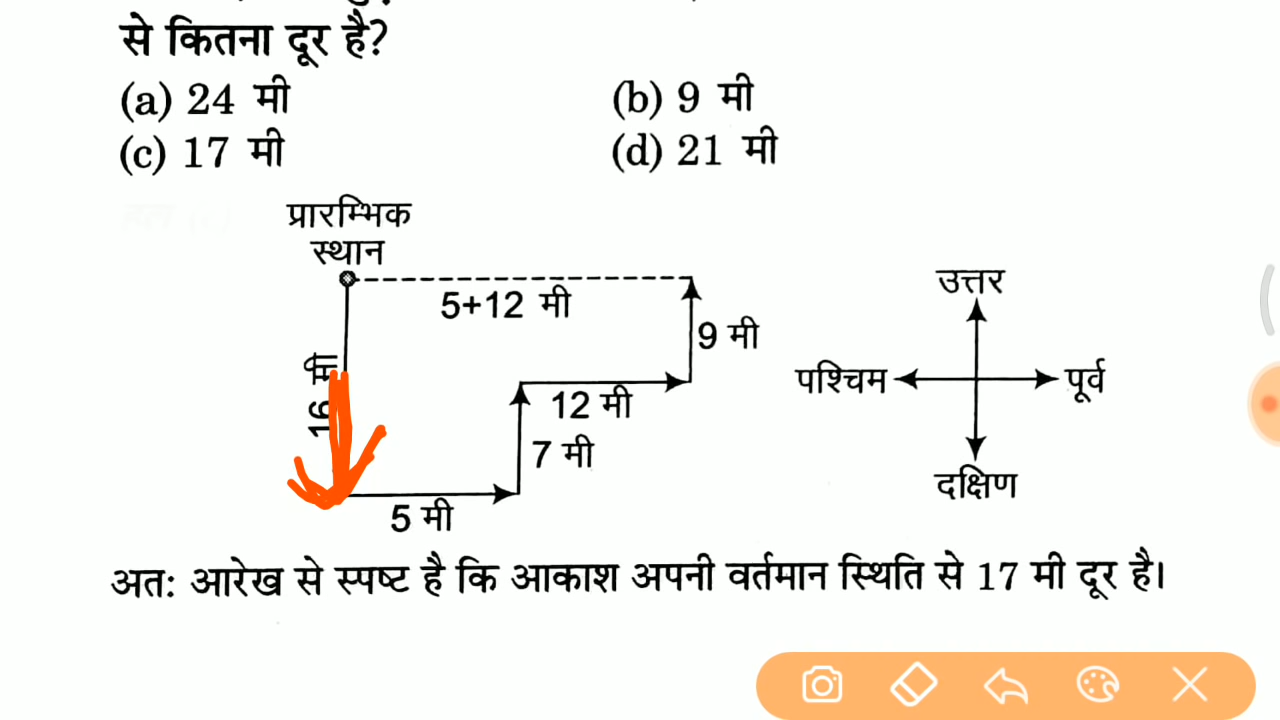 से कितना दूर है?
(a) 24 मी (b) 9 मी
(c) 17 मी (d) 21 मी
प्रारम्भिक
स्थान
5+12 मी
9 मी
16 मी
12 मी
7 मी
5 मी
उत्तर
पश्चिम पूर्व
दक्षिण
अतः आरेख से स्पष्ट है कि आकाश अपनी वर्तमान स्थिति से 17 मी दूर है।